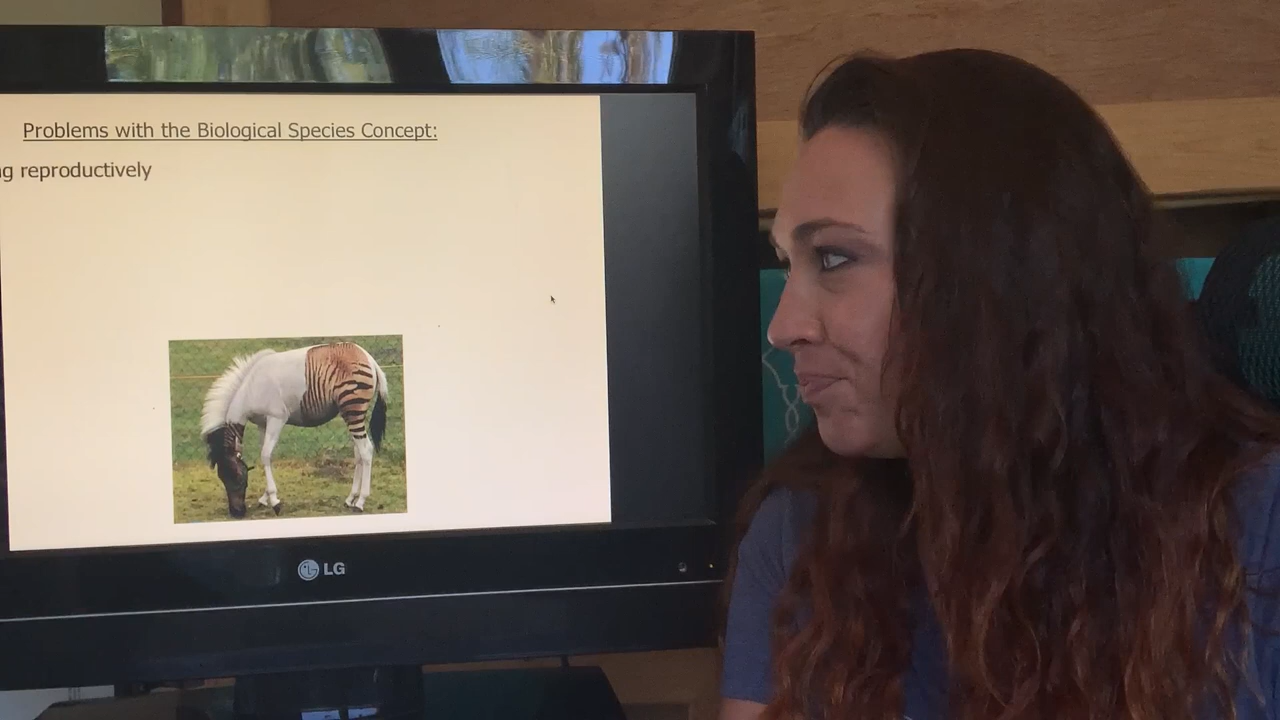 Problems with the Biological Species Concept:
reproductively
LG